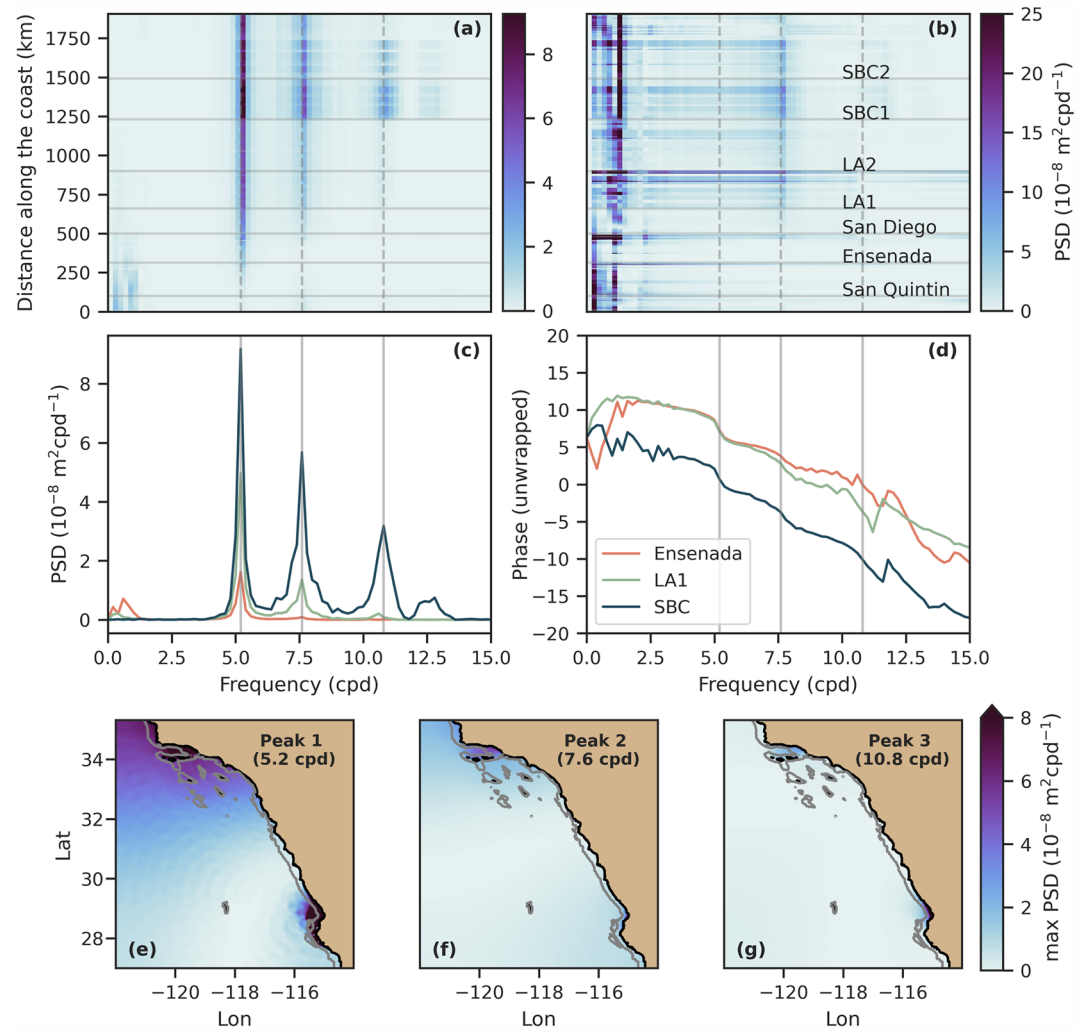 (a)
(b)
Distance along the coast (km)
1750
1500
1250
1000
750
500
250
0
8
6
4
2
0
SBC2
SBC1
LA2
LA1
San Diego
Ensenada
San Quintin
25
20
15
10
5
0
PSD (10⁻⁸ m²cpd⁻¹)
(c)
PSD (10⁻⁸ m²cpd⁻¹)
8
6
4
2
0
0.0 2.5 5.0 7.5 10.0 12.5 15.0
Frequency (cpd)
(d)
Phase (unwrapped)
20
15
10
5
0
−5
−10
−15
−20
Ensenada
LA1
SBC
0.0 2.5 5.0 7.5 10.0 12.5 15.0
Frequency (cpd)
Peak 1
(5.2 cpd)
Lat
34
32
30
28
(e)
−120 −118 −116
Lon
Peak 2
(7.6 cpd)
(f)
−120 −118 −116
Lon
Peak 3
(10.8 cpd)
(g)
−120 −118 −116
Lon
8
6
4
2
0
max PSD (10⁻⁸ m²cpd⁻¹)